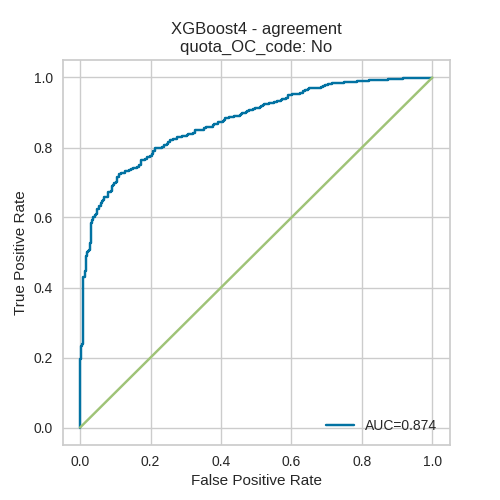 XGBoost4 - agreement
quota_OC_code: No
True Positive Rate
1.0
0.8
0.6
0.4
0.2
0.0
AUC=0.874
0.0 0.2 0.4 0.6 0.8 1.0
False Positive Rate